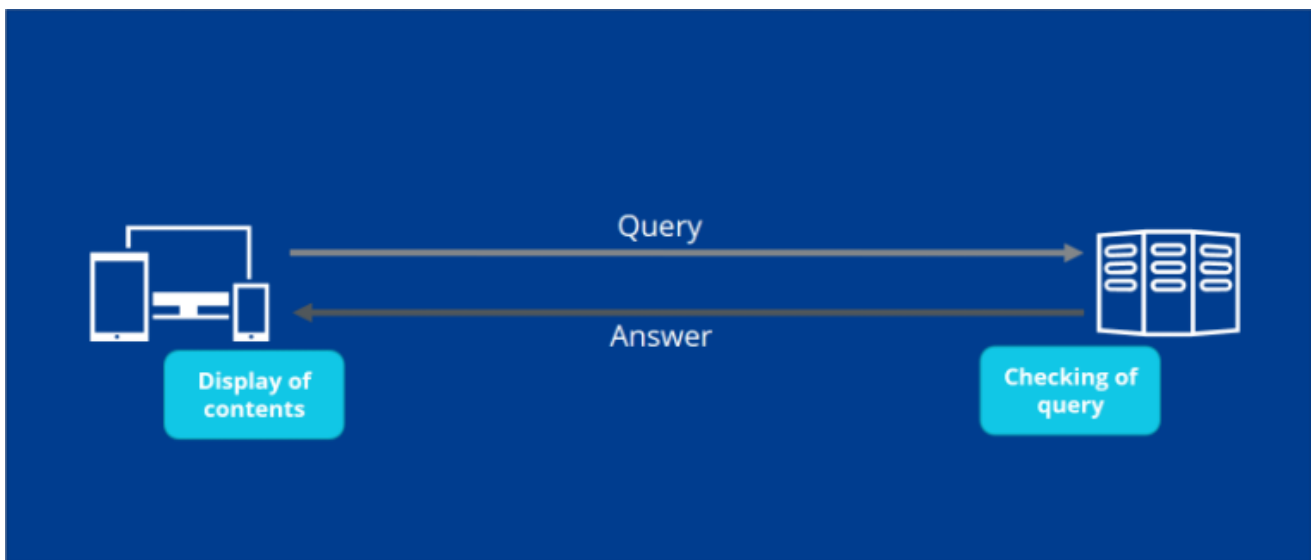 Query
Answer
Display of
contents
Checking of
query